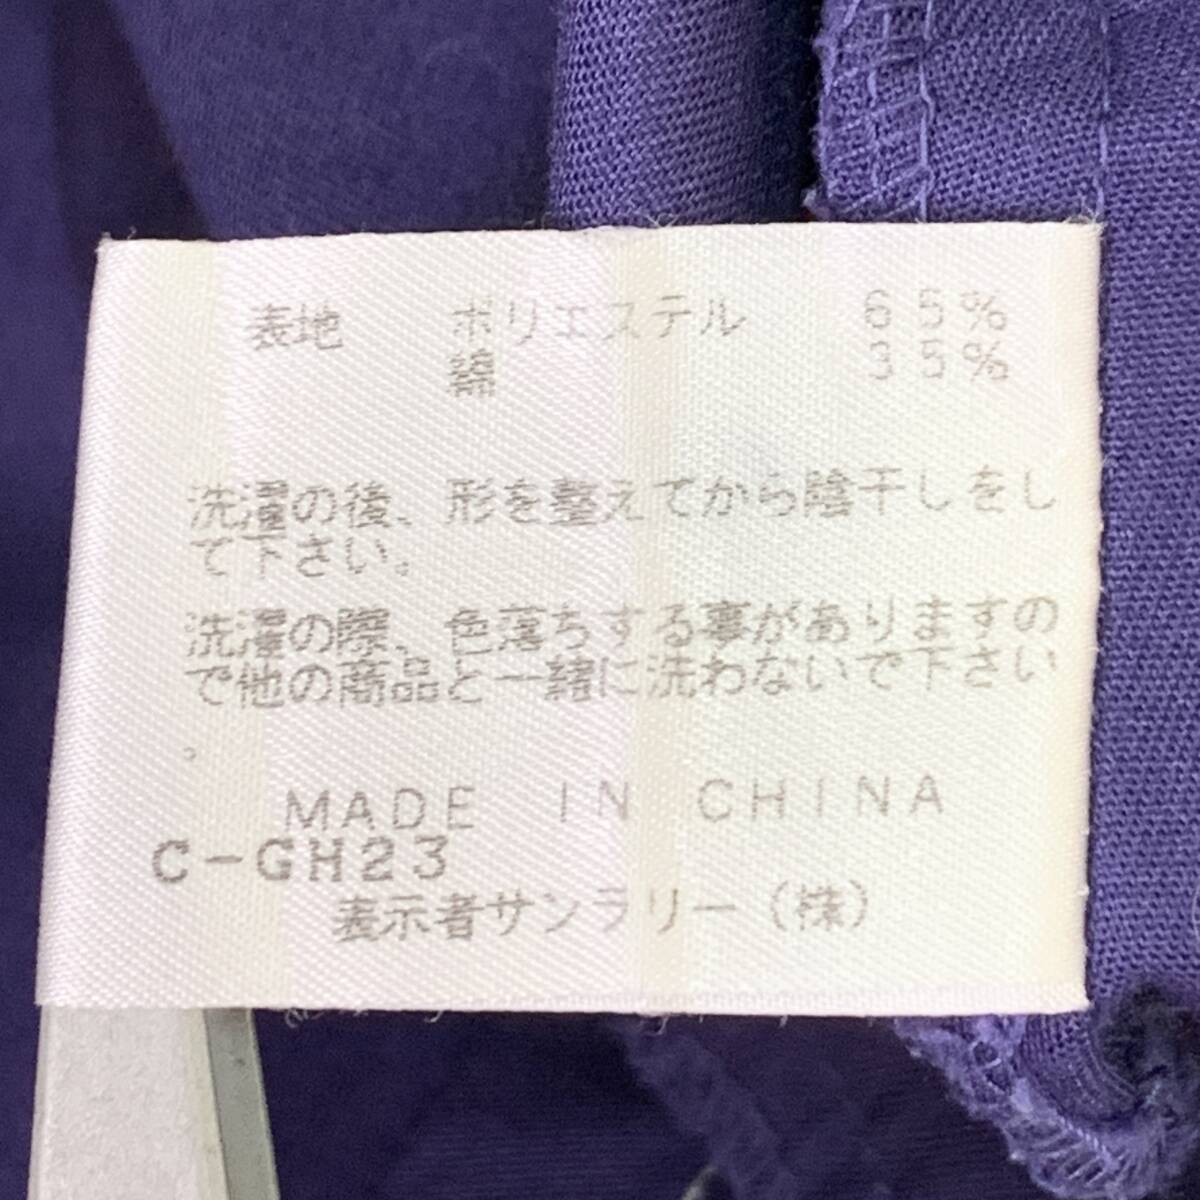 表地 ポリエステル 65%
綿 35%
洗濯の後、形を整えてから陰干しをし
て下さい。
洗濯の際、色落ちする事がありますの
で他の商品と一緒に洗わないで下さい
。
MADE IN CHINA
C-GH23
表示者サンラリー(株)